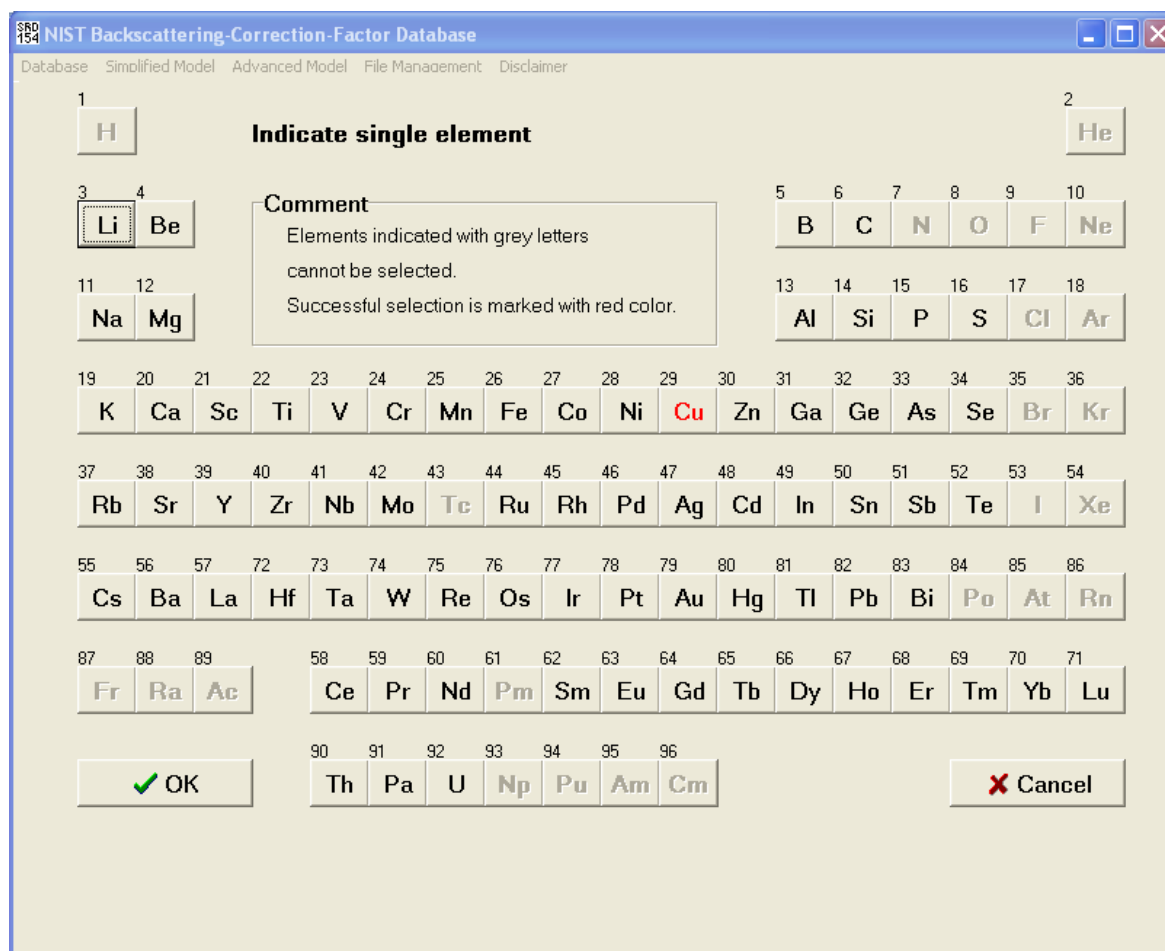 SRD 154 NIST Backscattering-Correction-Factor Database
Database Simplified Model Advanced Model File Management Disclaimer
1 2
H Indicate single element He
3 4 5 6 7 8 9 10
Li Be B C N O F Ne
Comment
Elements indicated with grey letters
cannot be selected.
Successful selection is marked with red color.
11 12 13 14 15 16 17 18
Na Mg Al Si P S Cl Ar
19 20 21 22 23 24 25 26 27 28 29 30 31 32 33 34 35 36
K Ca Sc Ti V Cr Mn Fe Co Ni Cu Zn Ga Ge As Se Br Kr
37 38 39 40 41 42 43 44 45 46 47 48 49 50 51 52 53 54
Rb Sr Y Zr Nb Mo Tc Ru Rh Pd Ag Cd In Sn Sb Te I Xe
55 56 57 72 73 74 75 76 77 78 79 80 81 82 83 84 85 86
Cs Ba La Hf Ta W Re Os Ir Pt Au Hg Tl Pb Bi Po At Rn
87 88 89 58 59 60 61 62 63 64 65 66 67 68 69 70 71
Fr Ra Ac Ce Pr Nd Pm Sm Eu Gd Tb Dy Ho Er Tm Yb Lu
90 91 92 93 94 95 96
OK Th Pa U Np Pu Am Cm Cancel